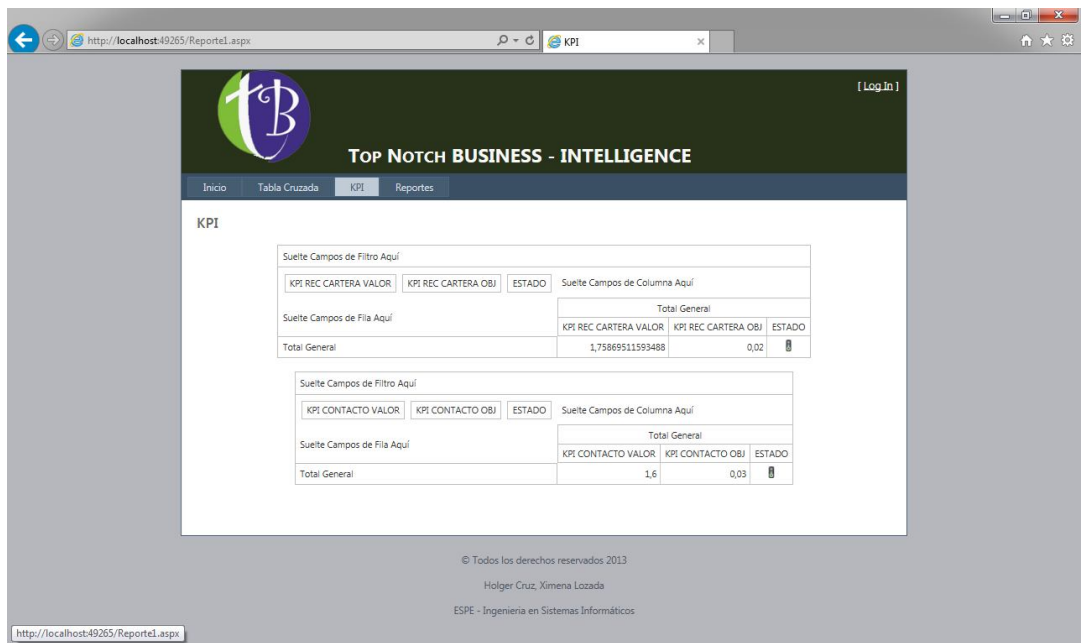 http://localhost:49265/Reporte1.aspx
KPI
[ Log In ]
tB
TOP NOTCH BUSINESS - INTELLIGENCE
Inicio Tabla Cruzada KPI Reportes
KPI
Suelte Campos de Filtro Aquí
KPI REC CARTERA VALOR KPI REC CARTERA OBJ ESTADO Suelte Campos de Columna Aquí
Suelte Campos de Fila Aquí
Total General
KPI REC CARTERA VALOR KPI REC CARTERA OBJ ESTADO
Total General 1,75869511593488 0,02
Suelte Campos de Filtro Aquí
KPI CONTACTO VALOR KPI CONTACTO OBJ ESTADO Suelte Campos de Columna Aquí
Suelte Campos de Fila Aquí
Total General
KPI CONTACTO VALOR KPI CONTACTO OBJ ESTADO
Total General 1,6 0,03
© Todos los derechos reservados 2013
Holger Cruz, Ximena Lozada
ESPE - Ingenieria en Sistemas Informáticos
http://localhost:49265/Reporte1.aspx